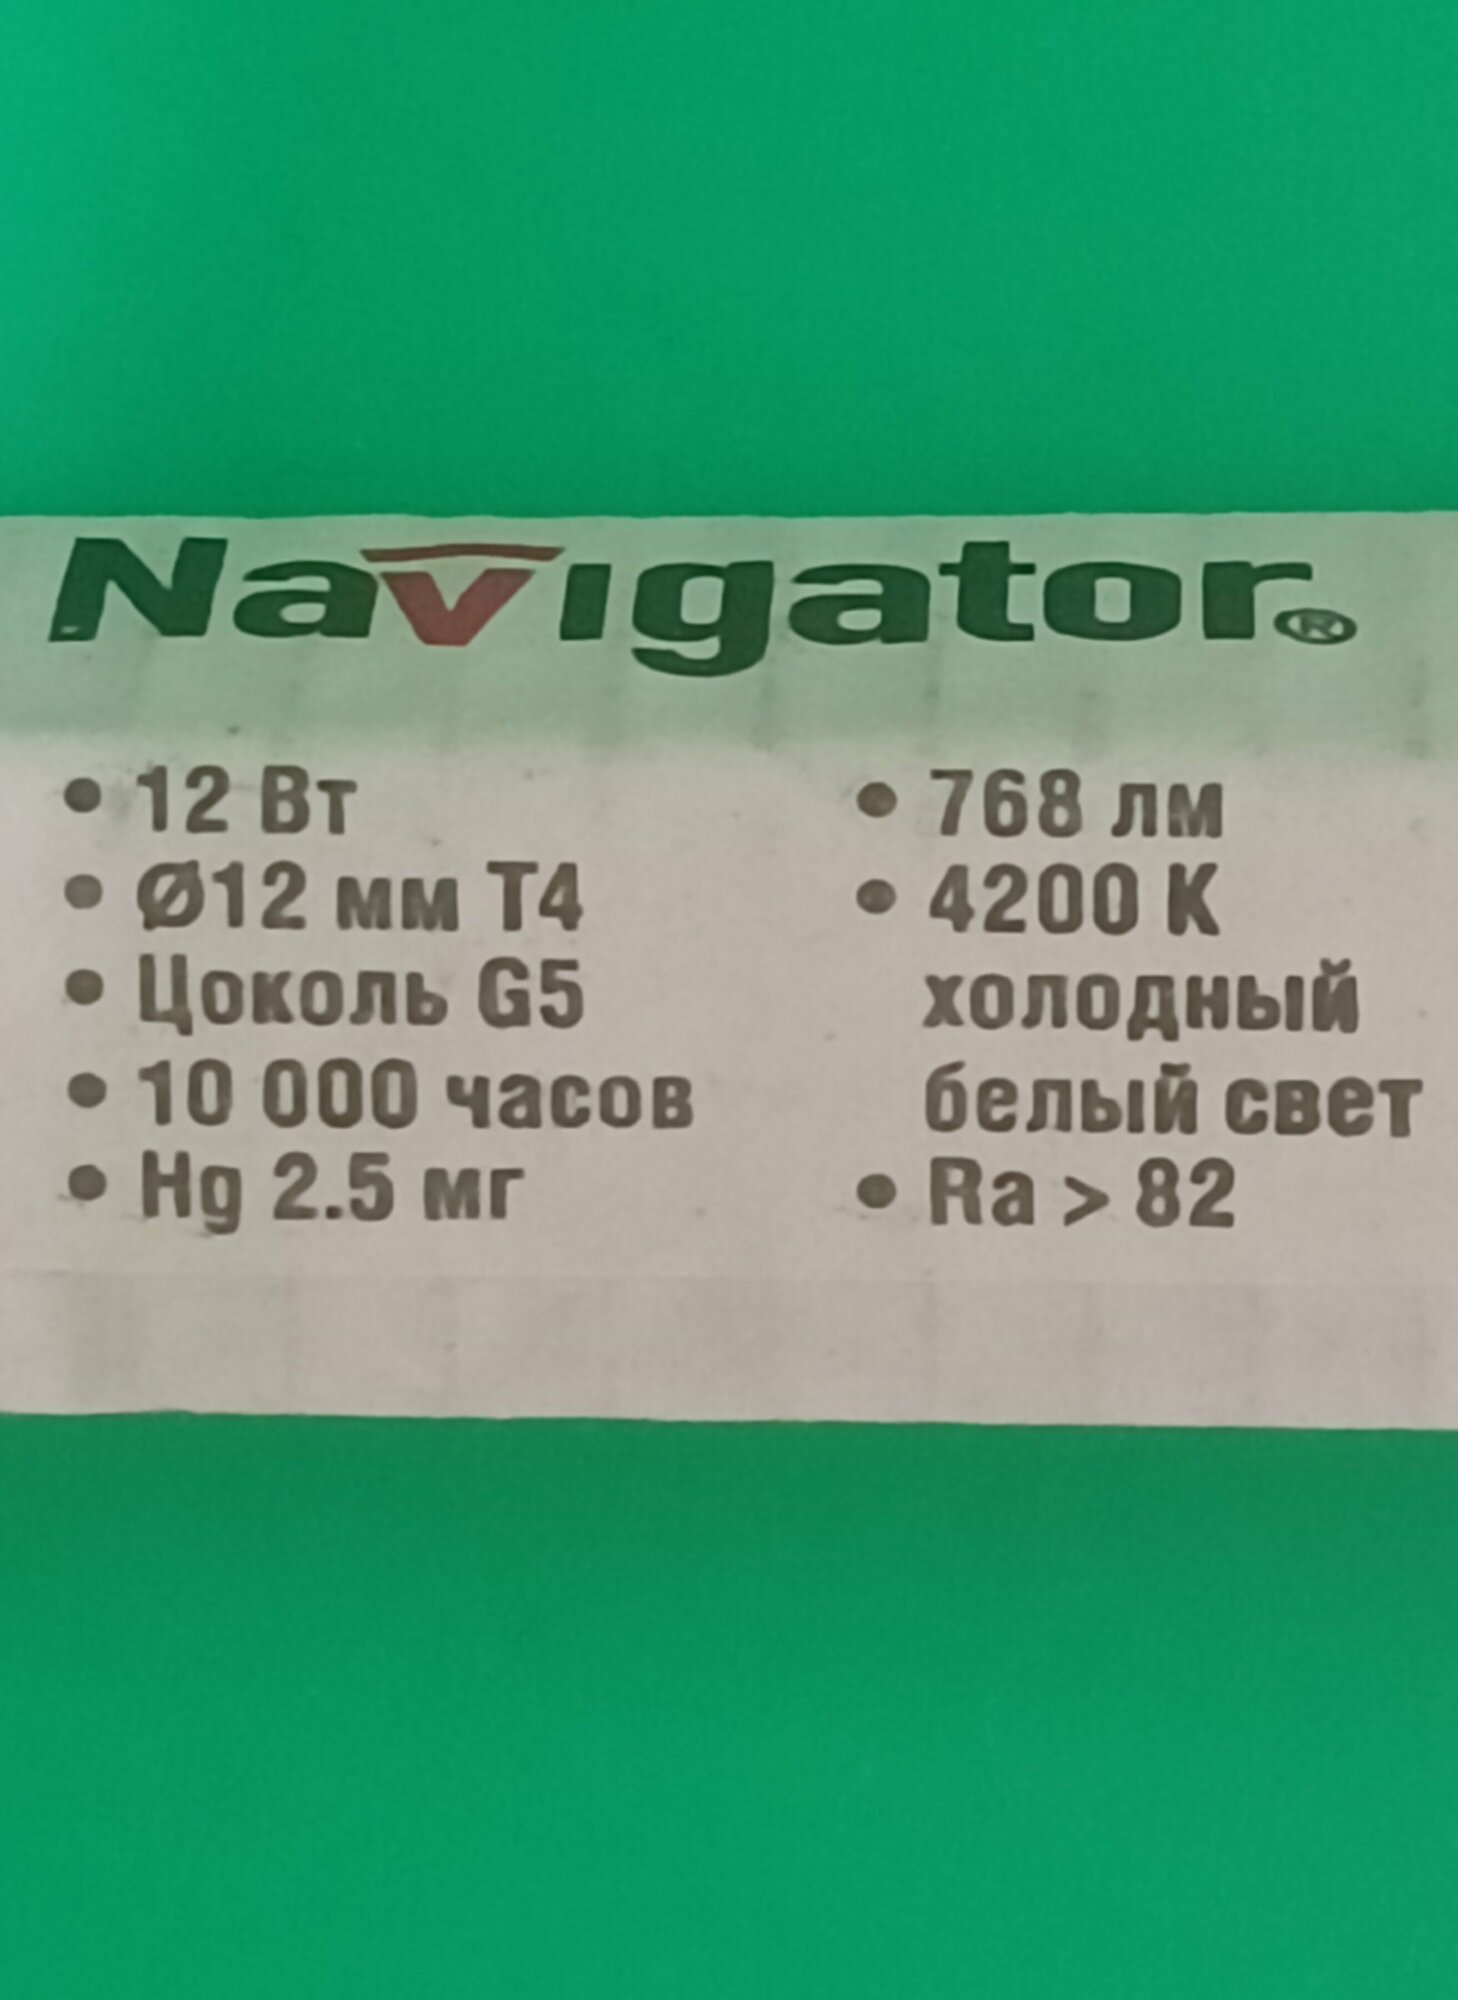 Navigator®
• 12 Вт
• Ø12 мм T4
• Цоколь G5
• 10 000 часов
• Hg 2.5 мг
• 768 лм
• 4200 K
холодный
белый свет
• Ra > 82